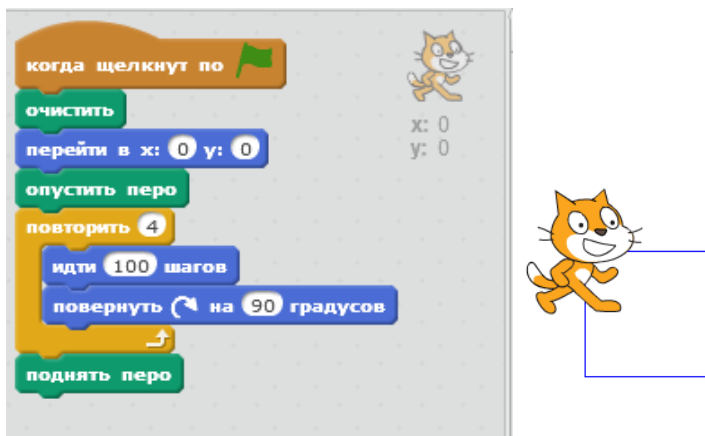 когда щелкнут по
очистить
перейти в x: 0 y: 0
опустить перо
повторить 4
идти 100 шагов
повернуть на 90 градусов
поднять перо
x: 0
y: 0